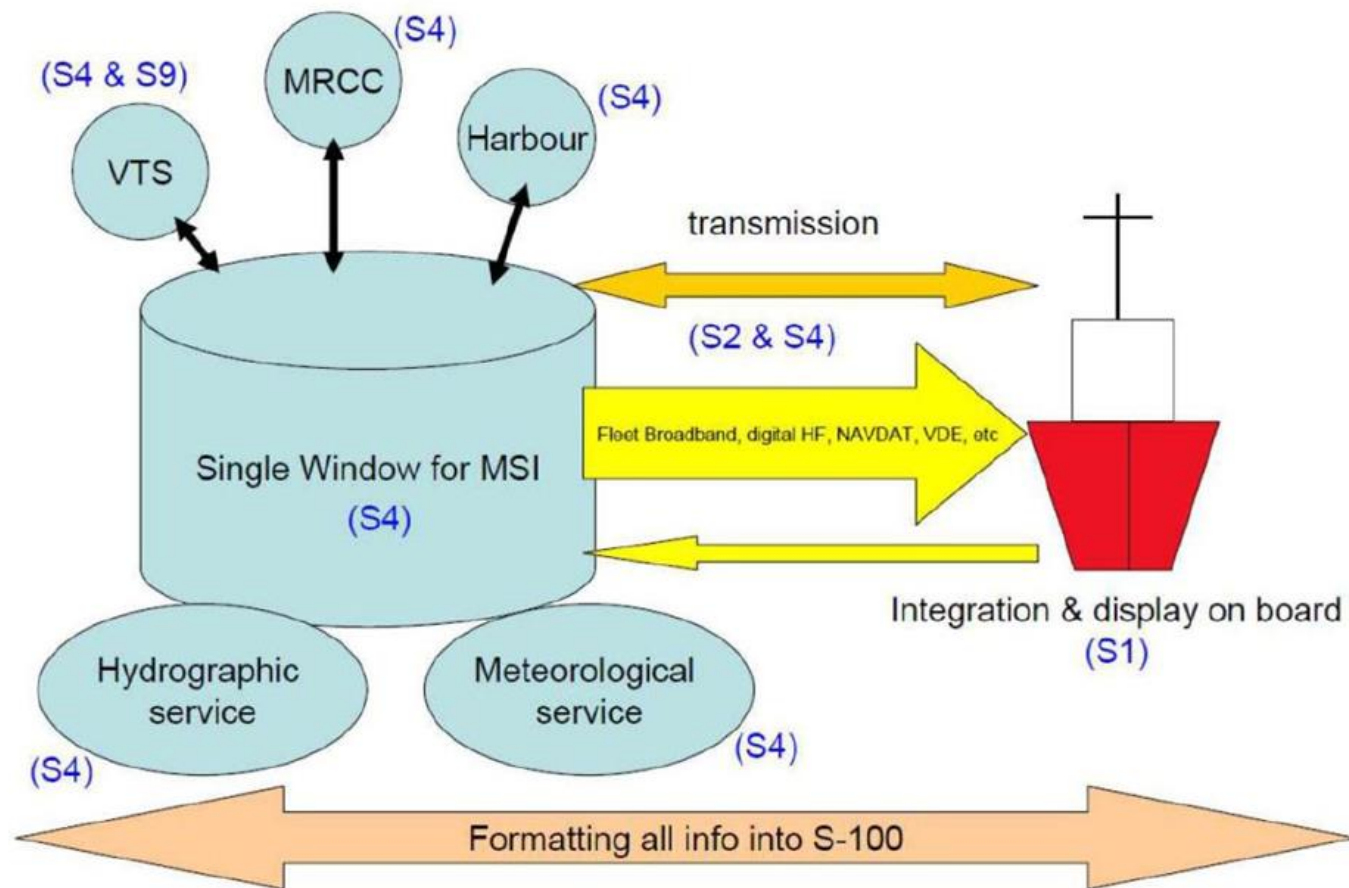 (S4)
MRCC
(S4 & S9)
(S4)
VTS
Harbour
transmission
(S2 & S4)
Fleet Broadband, digital HF, NAVDAT, VDE, etc
Single Window for MSI
(S4)
Integration & display on board
(S1)
Hydrographic
service
(S4)
Meteorological
service
(S4)
Formatting all info into S-100